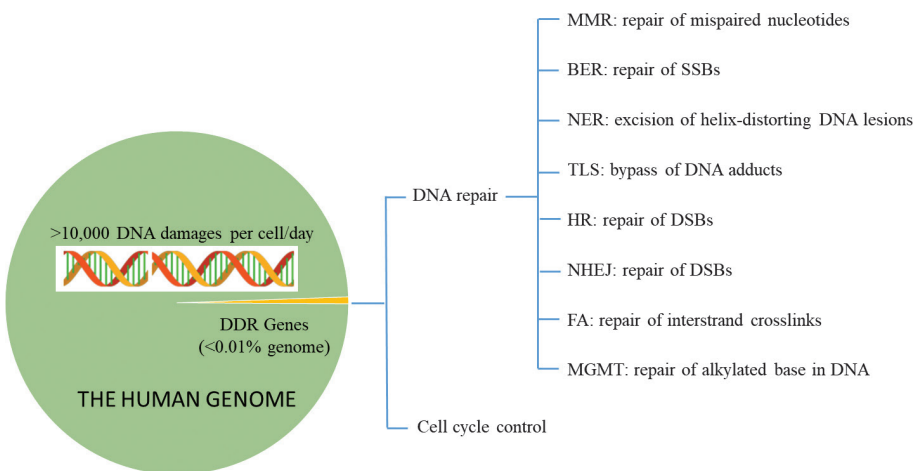 >10,000 DNA damages per cell/day
DDR Genes
(<0.01% genome)
THE HUMAN GENOME
DNA repair
Cell cycle control
MMR: repair of mispaired nucleotides
BER: repair of SSBs
NER: excision of helix-distorting DNA lesions
TLS: bypass of DNA adducts
HR: repair of DSBs
NHEJ: repair of DSBs
FA: repair of interstrand crosslinks
MGMT: repair of alkylated base in DNA